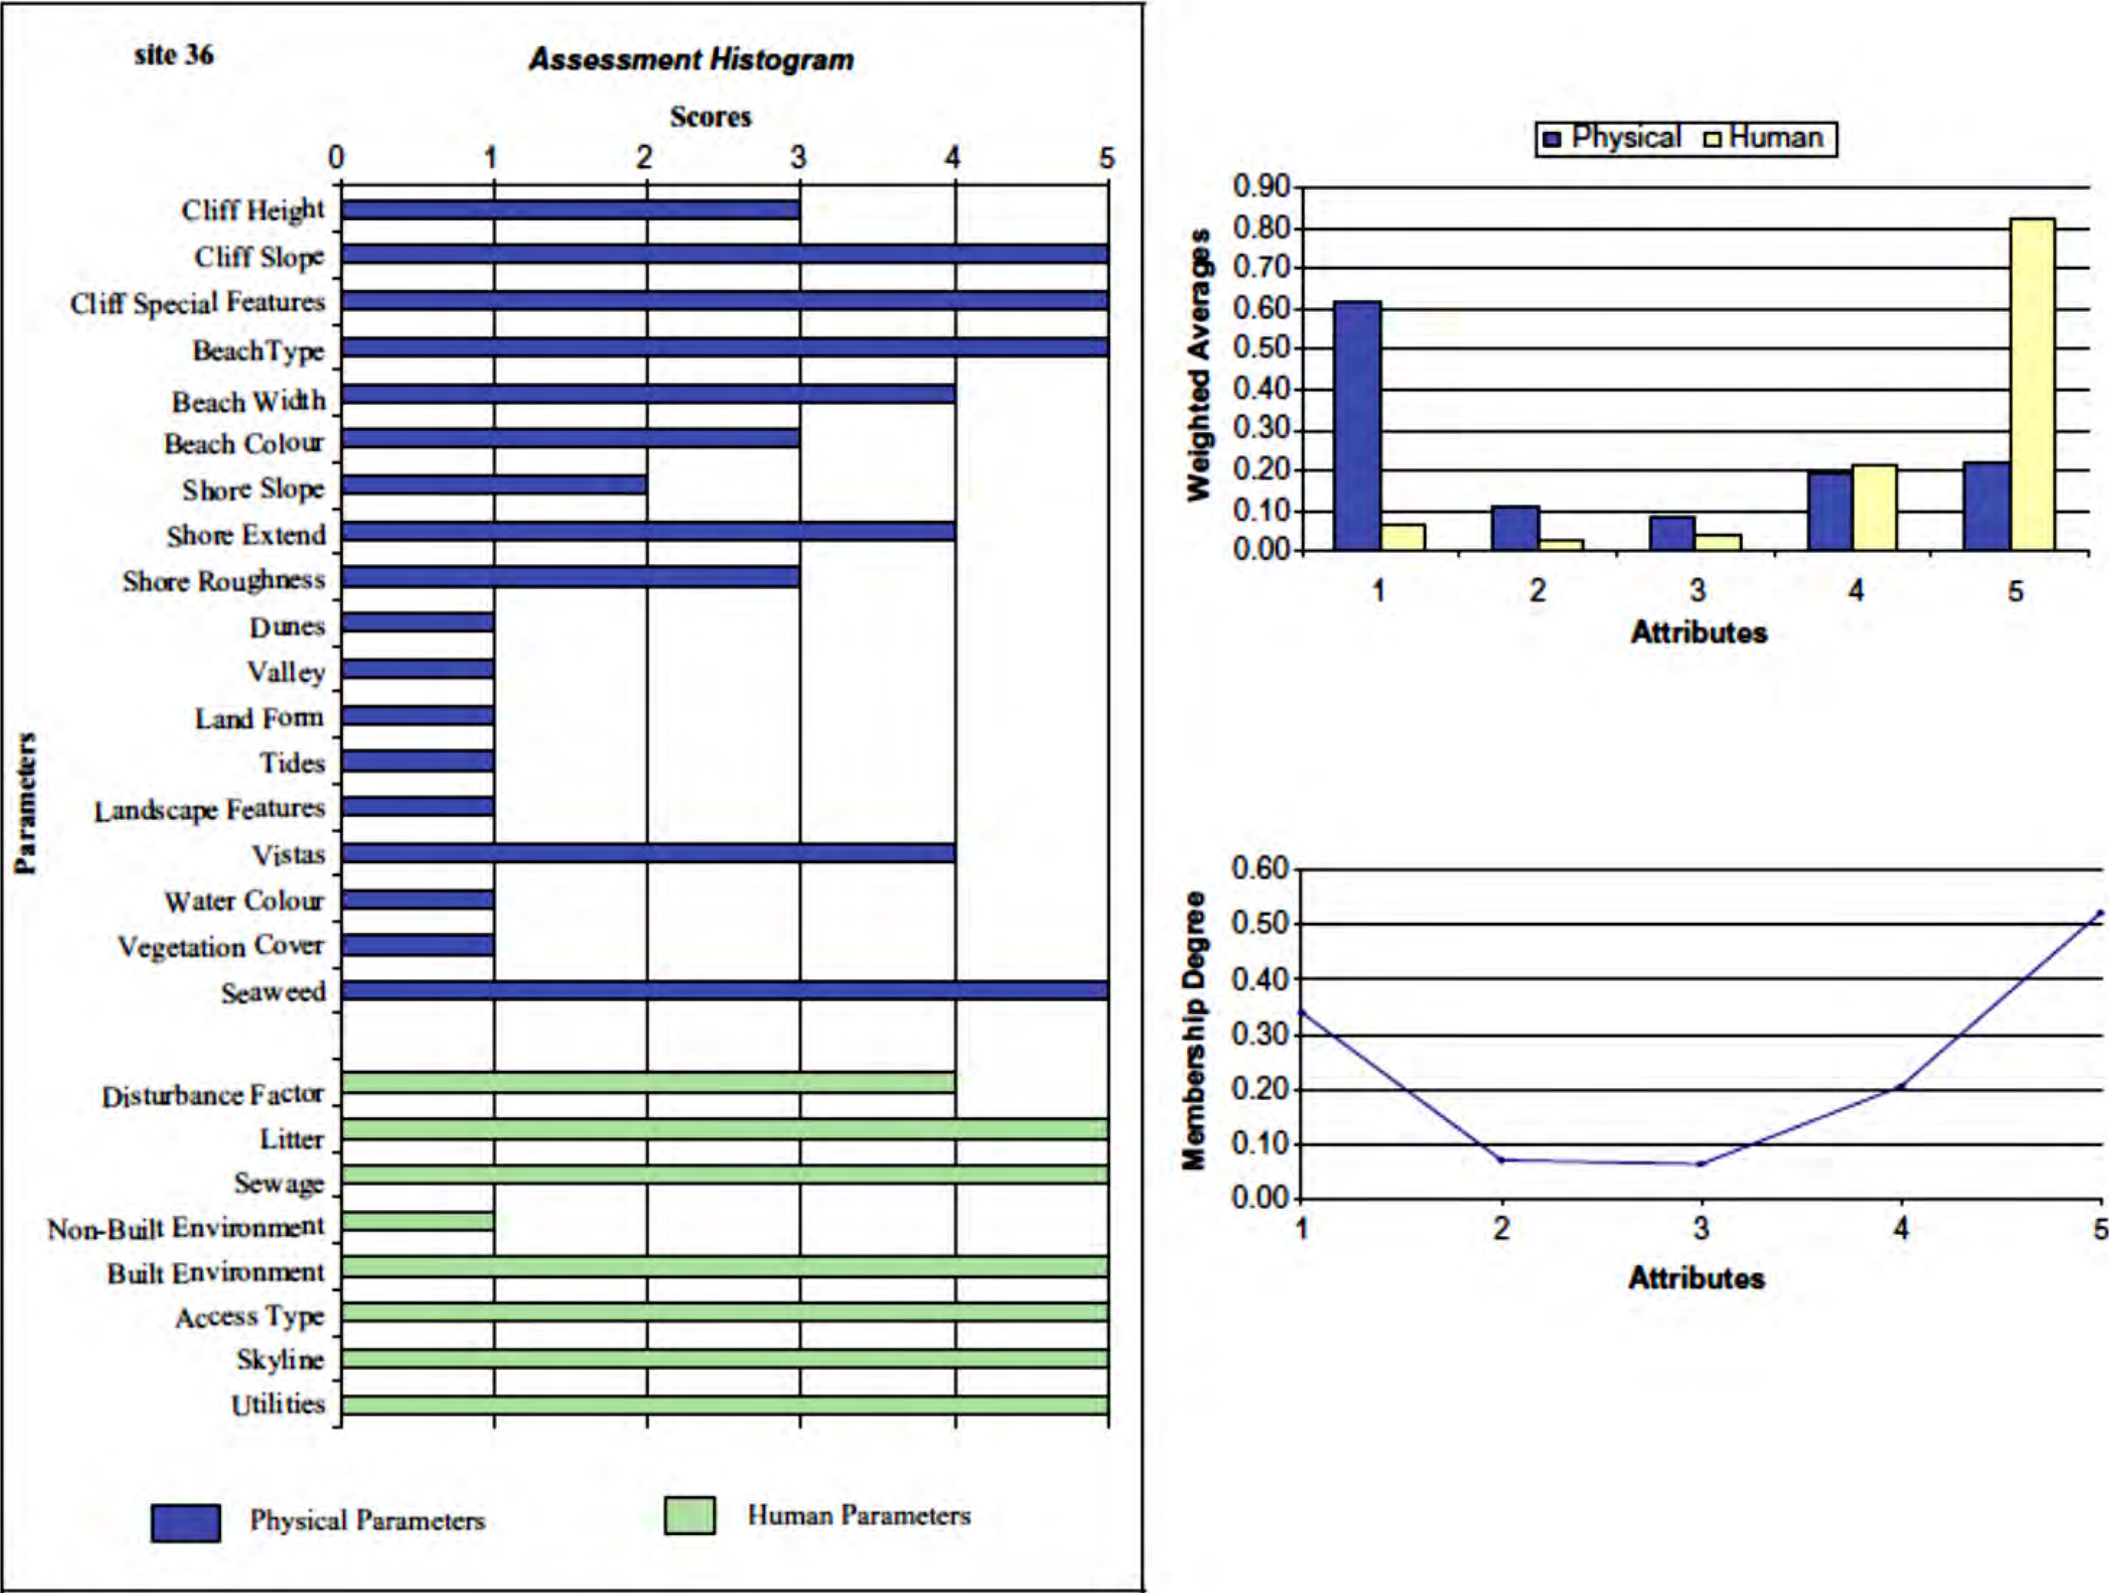 site 36
Assessment Histogram
Scores
0 1 2 3 4 5
Parameters
Cliff Height
Cliff Slope
Cliff Special Features
BeachType
Beach Width
Beach Colour
Shore Slope
Shore Extend
Shore Roughness
Dunes
Valley
Land Form
Tides
Landscape Features
Vistas
Water Colour
Vegetation Cover
Seaweed
Disturbance Factor
Litter
Sewage
Non-Built Environment
Built Environment
Access Type
Skyline
Utilities
Physical Parameters
Human Parameters
Physical Human
Weighted Averages
0.90
0.80
0.70
0.60
0.50
0.40
0.30
0.20
0.10
0.00
1 2 3 4 5
Attributes
Membership Degree
0.60
0.50
0.40
0.30
0.20
0.10
0.00
1 2 3 4 5
Attributes